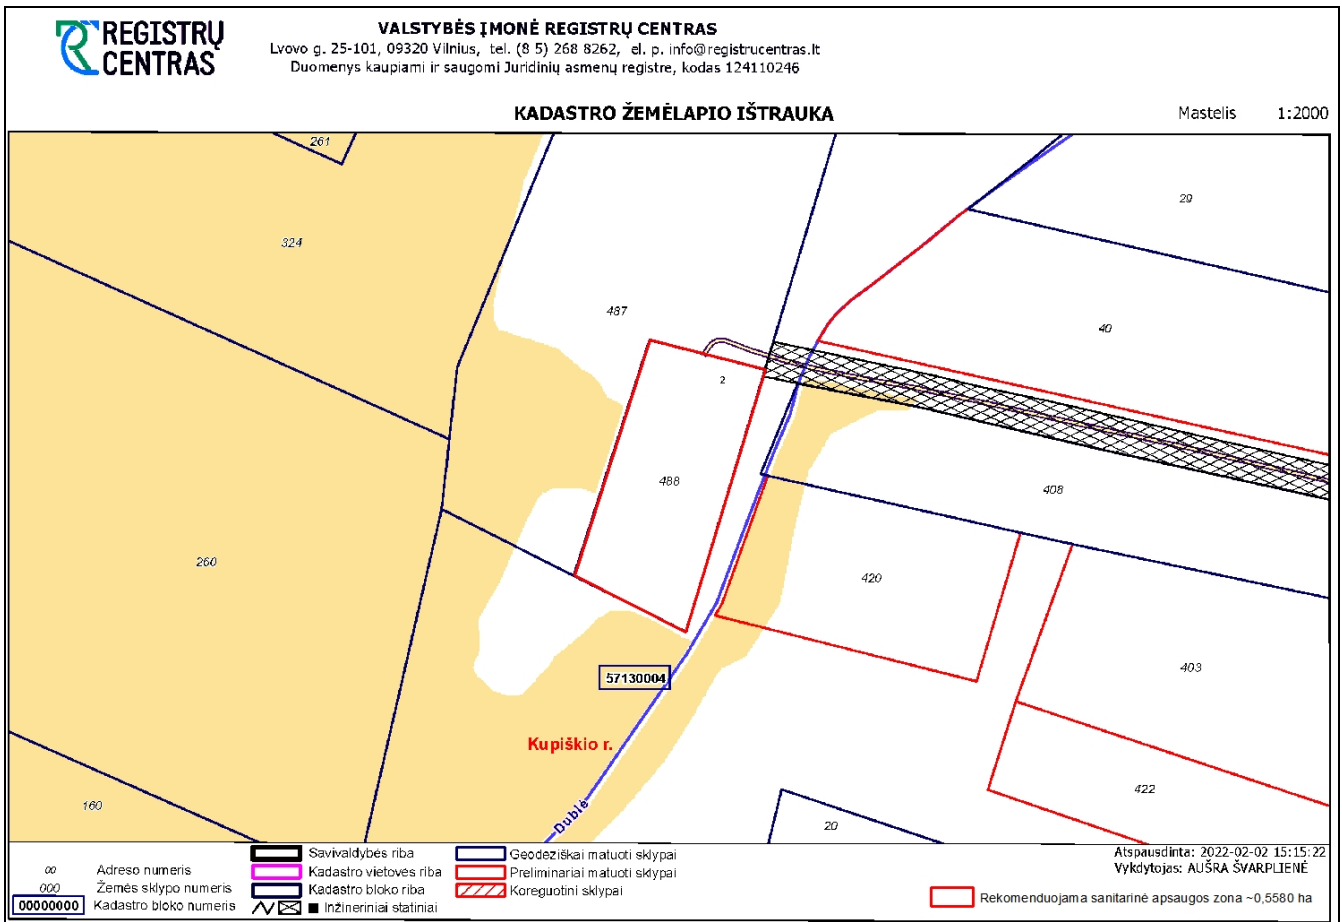 REGISTRŲ
CENTRAS
VALSTYBĖS ĮMONĖ REGISTRŲ CENTRAS
Lvovo g. 25-101, 09320 Vilnius, tel. (8 5) 268 8262, el. p. info@registrucentras.lt
Duomenys kaupiami ir saugomi Juridinių asmenų registre, kodas 124110246
KADASTRO ŽEMĖLAPIO IŠTRAUKA
Mastelis 1:2000
261
29
324
487
40
2
488
408
260
420
403
57130004
Kupiškio r.
422
160
Dublė
20
00 Adreso numeris
000 Žemės sklypo numeris
00000000 Kadastro bloko numeris
Savivaldybės riba
Kadastro vietovės riba
Kadastro bloko riba
Inžineriniai statiniai
Geodeziškai matuoti sklypai
Preliminariai matuoti sklypai
Koreguotini sklypai
Atspausdinta: 2022-02-02 15:15:22
Vykdytojas: AUŠRA ŠVARPLIENĖ
Rekomenduojama sanitarinė apsaugos zona ~0,5580 ha